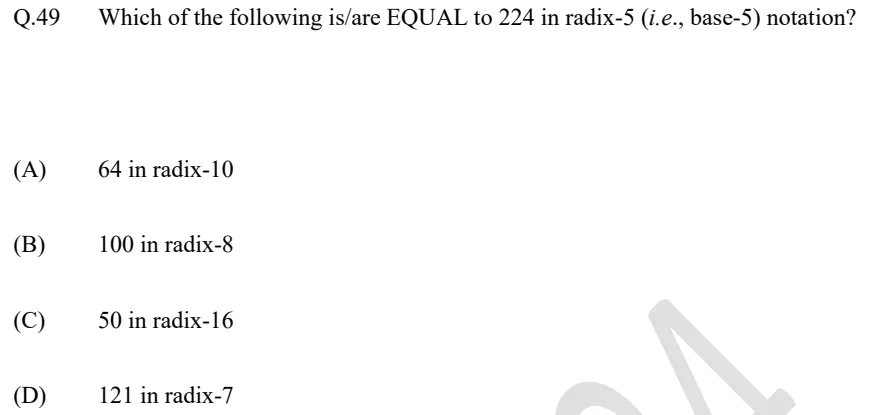 Q.49 Which of the following is/are EQUAL to 224 in radix-5 (i.e., base-5) notation?
(A) 64 in radix-10
(B) 100 in radix-8
(C) 50 in radix-16
(D) 121 in radix-7